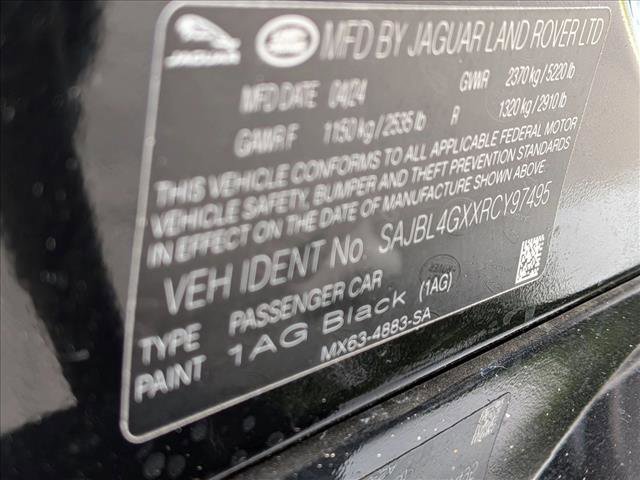 JAGUAR
MFD BY JAGUAR LAND ROVER LTD
MFD DATE 04/24 GVWR 2370 kg / 5220 lb
GAWR F 1150 kg / 2535 lb R 1320 kg / 2910 lb
THIS VEHICLE CONFORMS TO ALL APPLICABLE FEDERAL MOTOR
VEHICLE SAFETY, BUMPER AND THEFT PREVENTION STANDARDS
IN EFFECT ON THE DATE OF MANUFACTURE SHOWN ABOVE
VEH IDENT No. SAJBL4GXXRCY97495
TYPE PASSENGER CAR
PAINT 1AG Black (1AG)
MX63-4883-SA